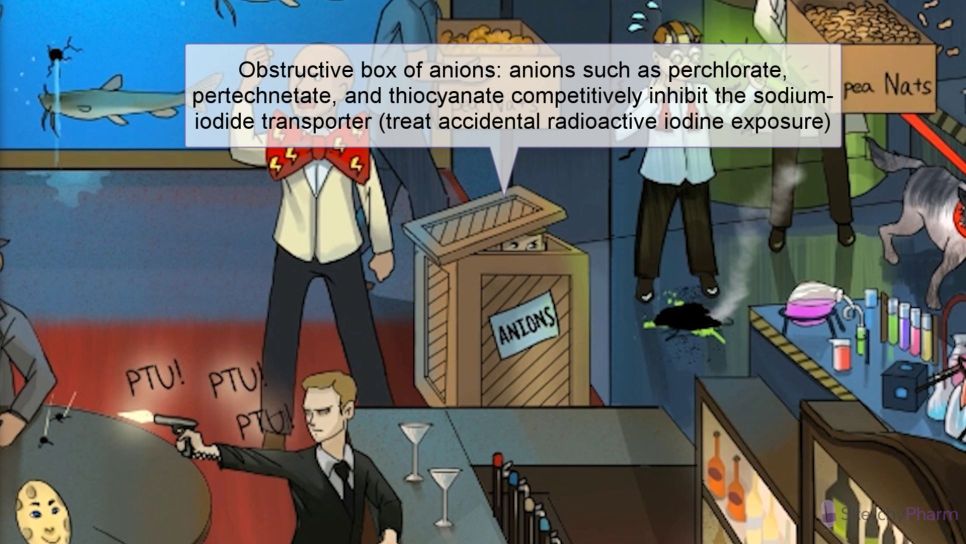 Obstructive box of anions: anions such as perchlorate,
pertechnetate, and thiocyanate competitively inhibit the sodium-
iodide transporter (treat accidental radioactive iodine exposure)
pea Nats
ANIONS
PTU! PTU!
PTU!
SketchyPharm